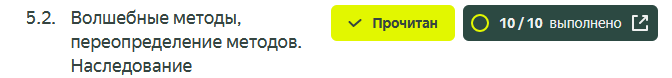 5.2. Волшебные методы,
переопределение методов.
Наследование
Прочитан
10 / 10 выполнено